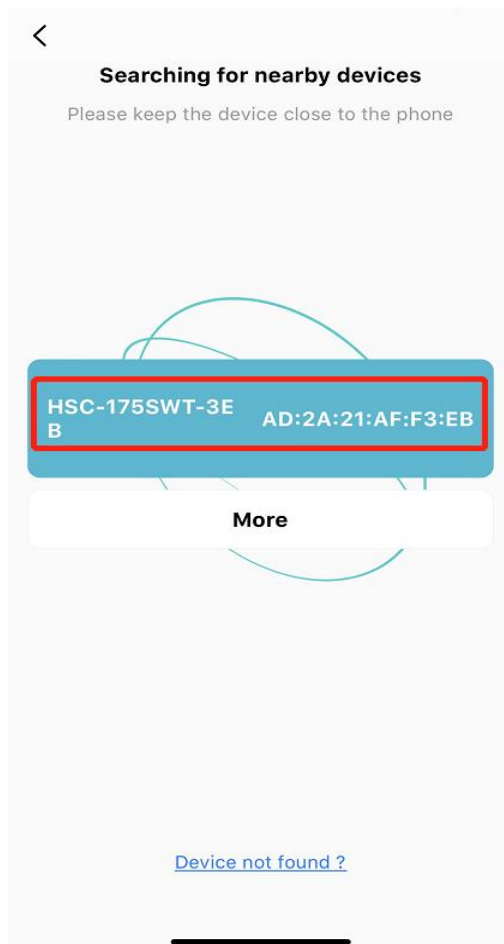 Searching for nearby devices
Please keep the device close to the phone
HSC-175SWT-3E
B
AD:2A:21:AF:F3:EB
More
Device not found ?